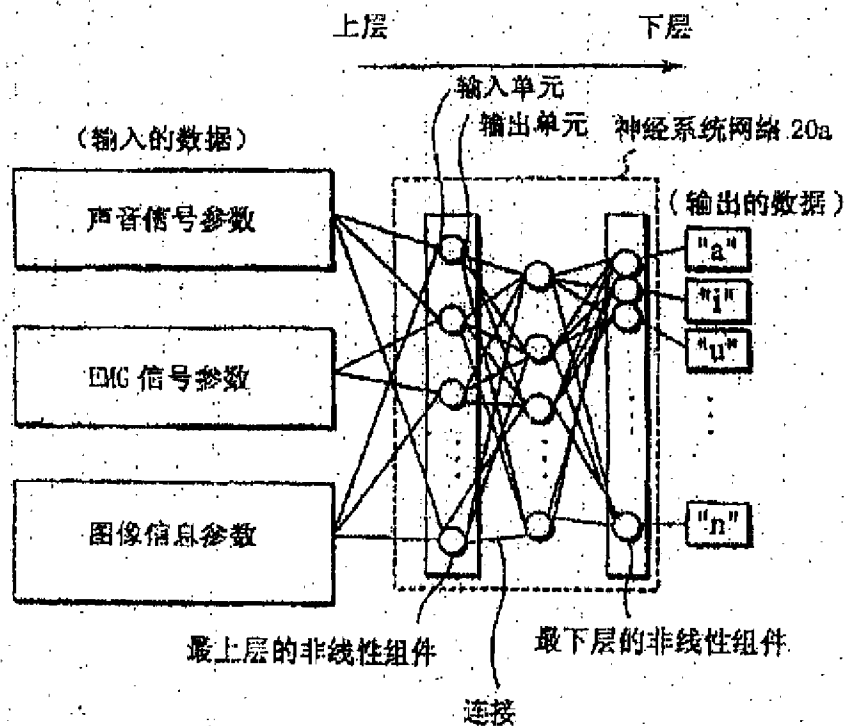 上层
下层
输入单元
输出单元
神经系统网络 20a
(输入的数据)
(输出的数据)
声音信号参数
EMG 信号参数
图像信息参数
"a"
"i"
"u"
"n"
最上层的非线性组件
最下层的非线性组件
连接